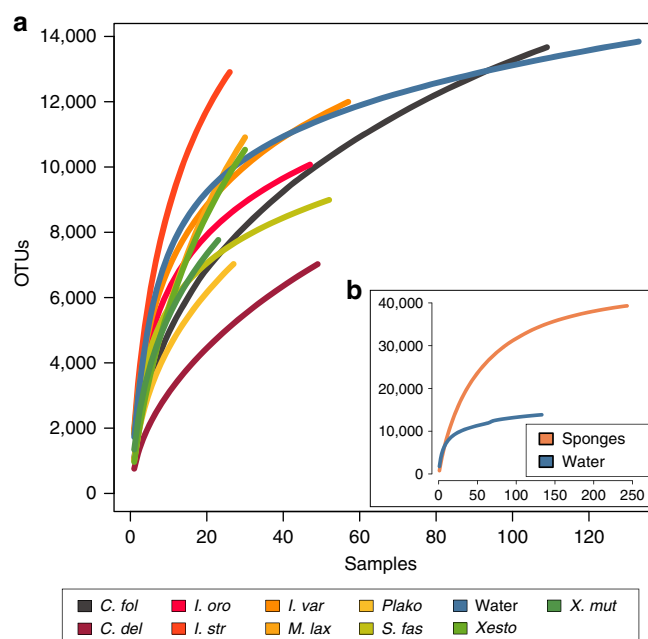 a
14,000
12,000
10,000
8,000
6,000
4,000
2,000
0
OTUs
0 20 40 60 80 100 120
Samples
b
40,000
30,000
20,000
10,000
0
Sponges
Water
0 50 100 150 200 250
C. fol I. oro I. var Plako Water X. mut
C. del I. str M. lax S. fas Xesto